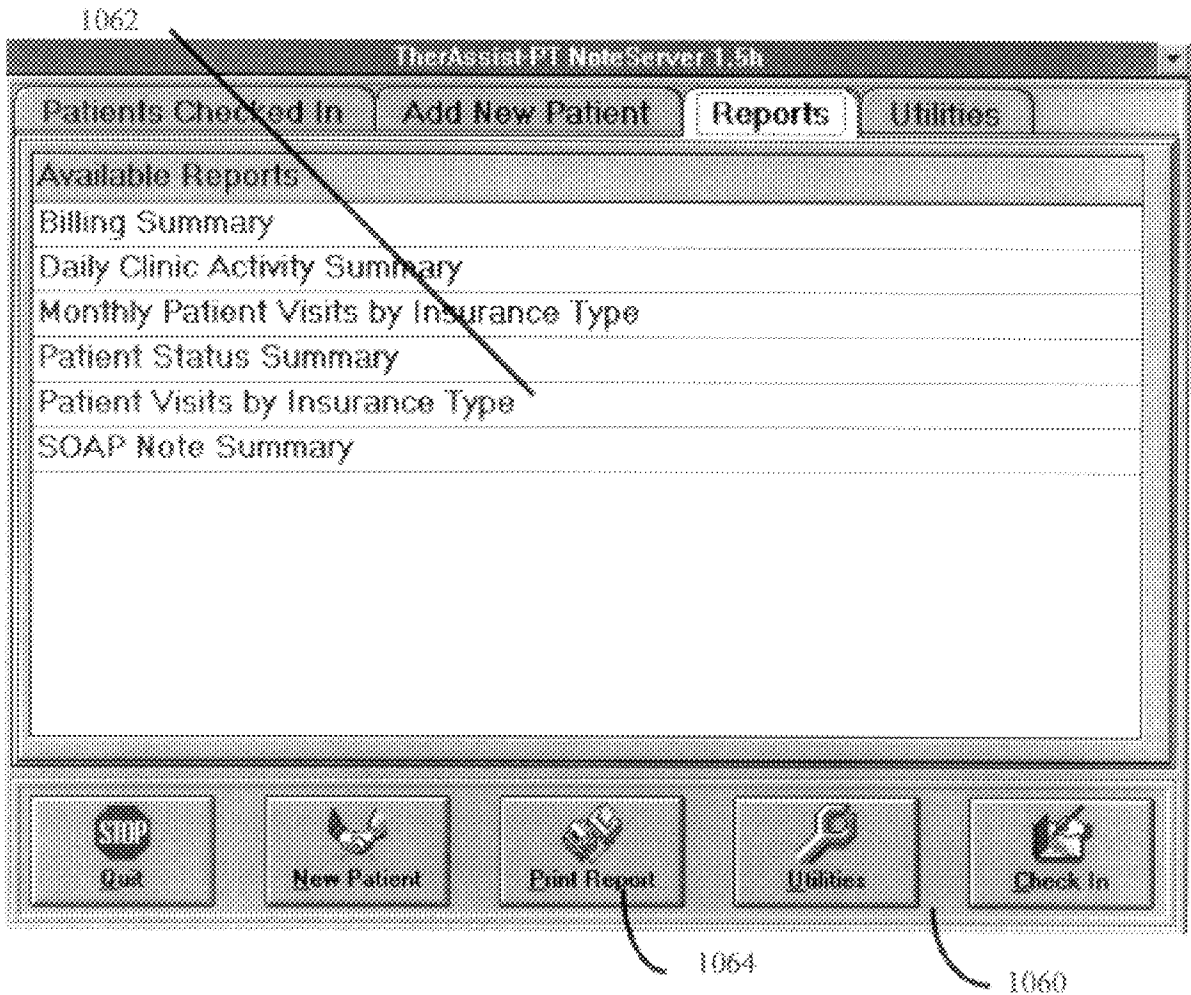 1062
TherAssist-PT NoteServer 1.5h
Patients Checked In Add New Patient Reports Utilities
Available Reports
Billing Summary
Daily Clinic Activity Summary
Monthly Patient Visits by Insurance Type
Patient Status Summary
Patient Visits by Insurance Type
SOAP Note Summary
STOP
Quit New Patient Print Report Utilities Check In
1064
1060